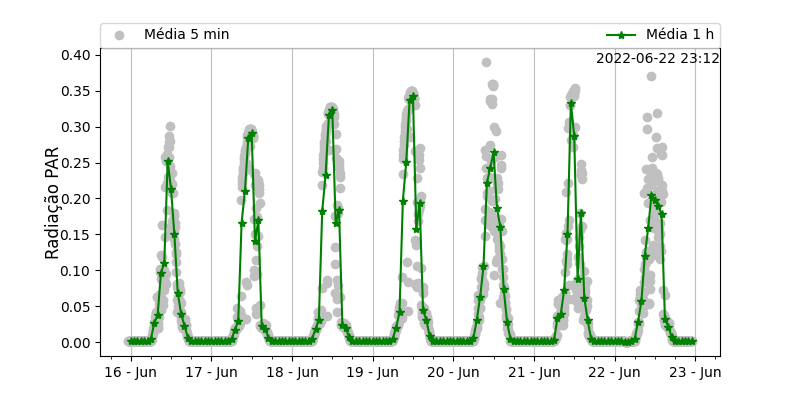 Média 5 min
Média 1 h
2022-06-22 23:12
Radiação PAR
0.40
0.35
0.30
0.25
0.20
0.15
0.10
0.05
0.00
16 - Jun
17 - Jun
18 - Jun
19 - Jun
20 - Jun
21 - Jun
22 - Jun
23 - Jun